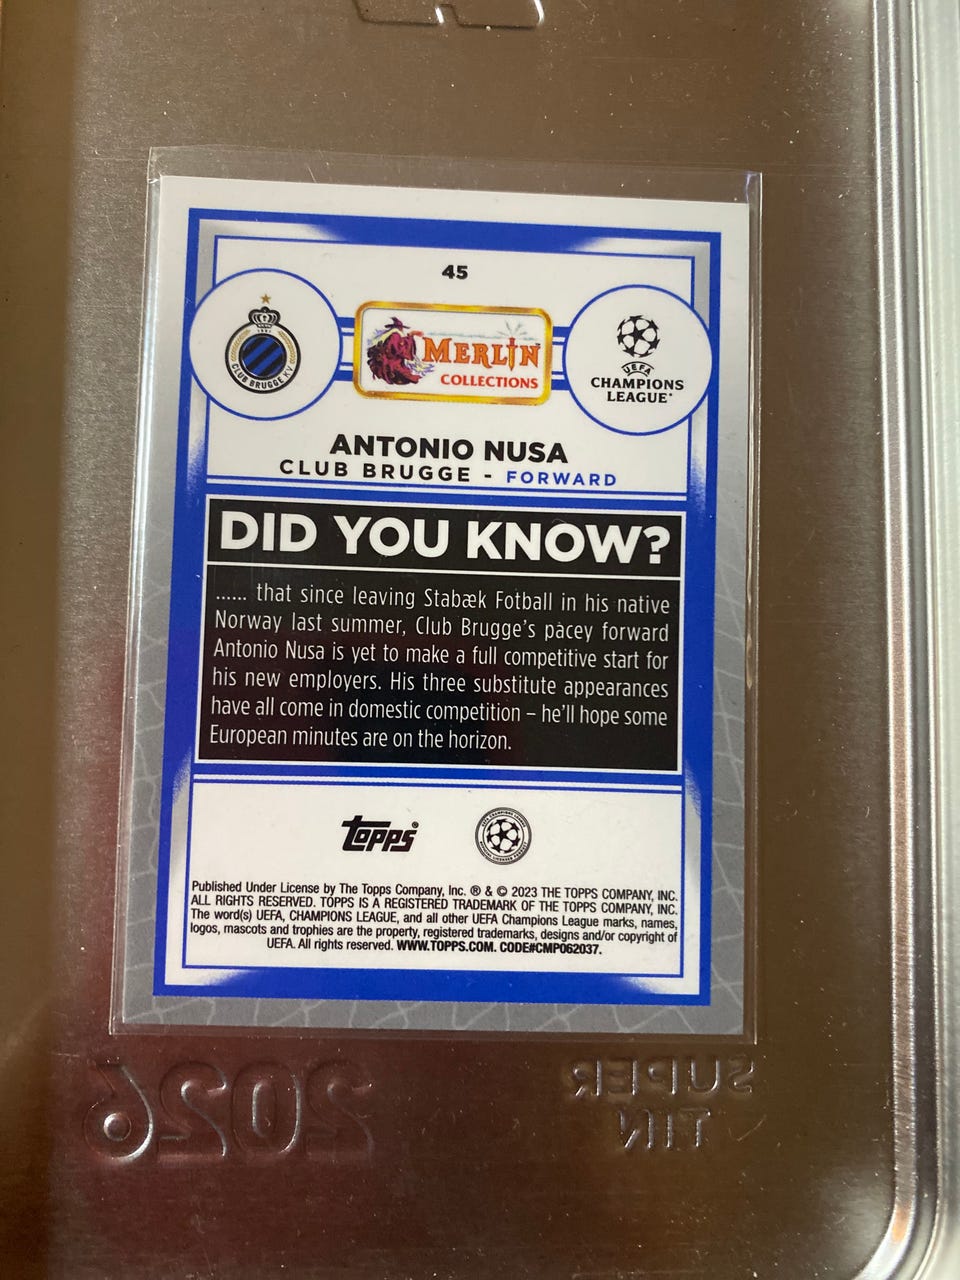 45
CLUB BRUGGE KV
MERLIN
COLLECTIONS
UEFA
CHAMPIONS
LEAGUE
ANTONIO NUSA
CLUB BRUGGE - FORWARD
DID YOU KNOW?
...... that since leaving Stabæk Fotball in his native
Norway last summer, Club Brugge's pacey forward
Antonio Nusa is yet to make a full competitive start for
his new employers. His three substitute appearances
have all come in domestic competition – he'll hope some
European minutes are on the horizon.
Topps®
Published Under License by The Topps Company, Inc. ® & © 2023 THE TOPPS COMPANY, INC.
ALL RIGHTS RESERVED. TOPPS IS A REGISTERED TRADEMARK OF THE TOPPS COMPANY, INC.
The word(s) UEFA, CHAMPIONS LEAGUE, and all other UEFA Champions League marks, names,
logos, mascots and trophies are the property, registered trademarks, designs and/or copyright of
UEFA. All rights reserved. WWW.TOPPS.COM. CODE#CMP062037.
2026
SUPER
TIN